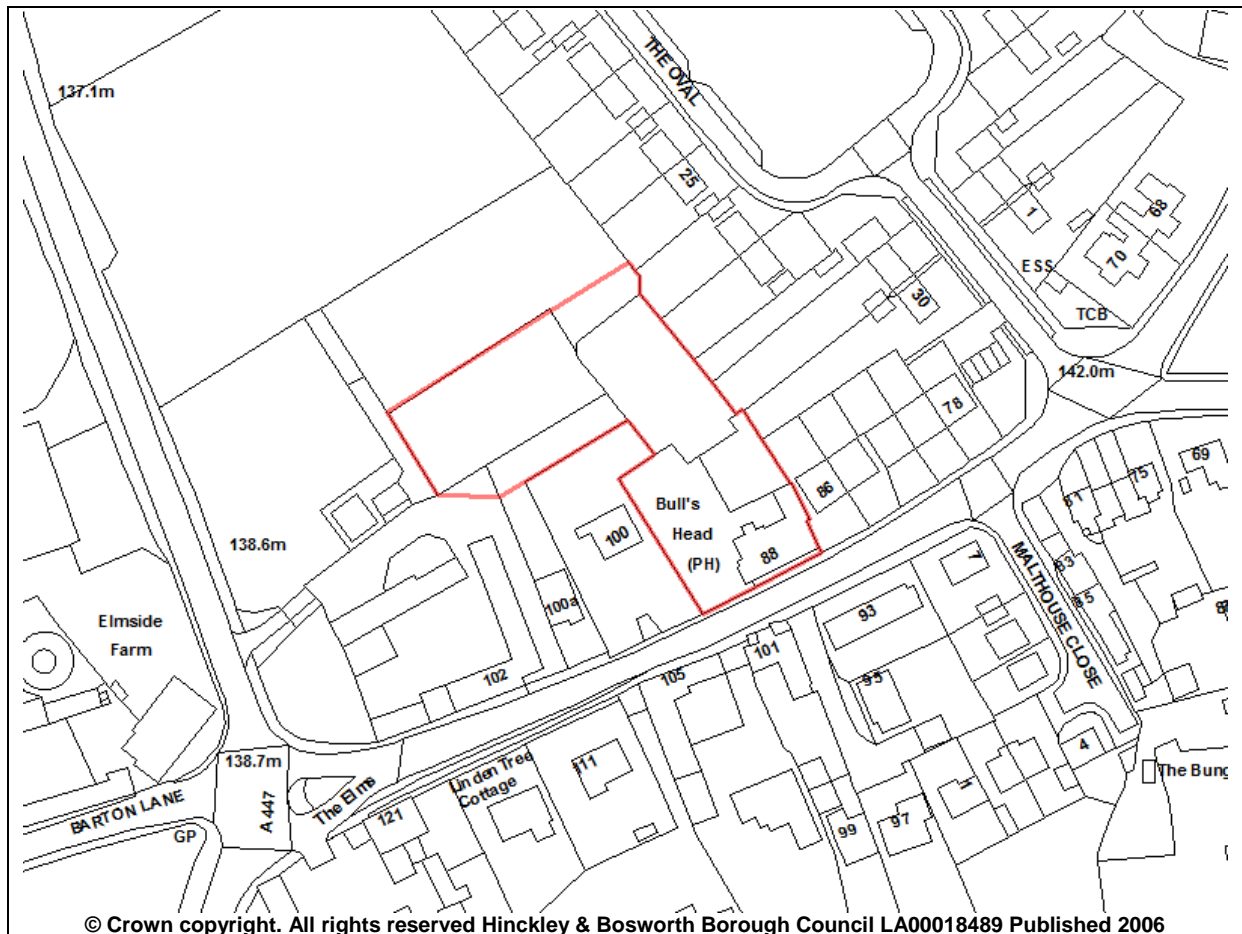 137.1m
THE OVAL
25
1
68
70
ESS
TCB
30
142.0m
78
86
Bull's
Head
(PH)
88
100
100a
138.6m
Elmside
Farm
102
105
101
93
95
7
MALTHOUSE CLOSE
81
75
69
83
85
4
The Bung
1
97
99
111
Linden Tree
Cottage
The Elms
121
138.7m
A 447
BARTON LANE
GP
© Crown copyright. All rights reserved Hinckley & Bosworth Borough Council LA00018489 Published 2006